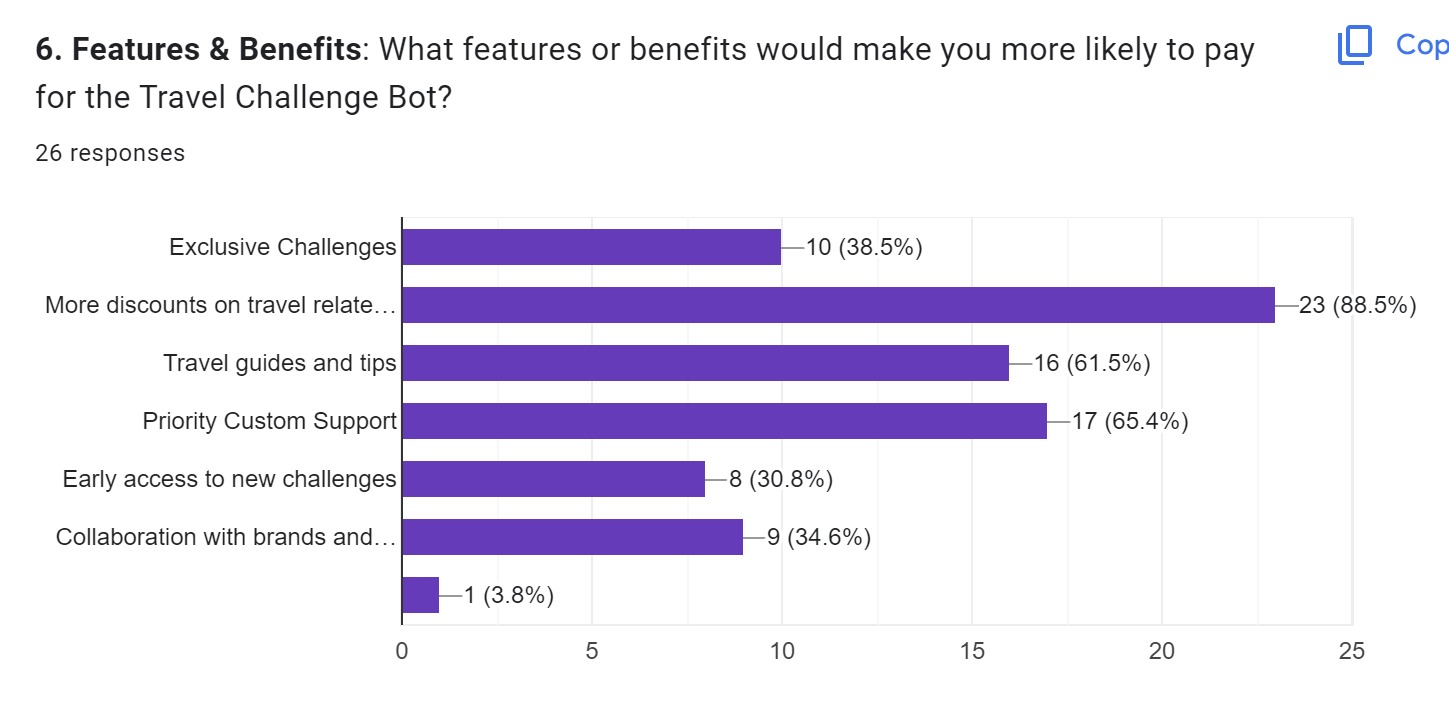 6. Features & Benefits: What features or benefits would make you more likely to pay
for the Travel Challenge Bot?
Cop
26 responses
Exclusive Challenges 10 (38.5%)
More discounts on travel relate… 23 (88.5%)
Travel guides and tips 16 (61.5%)
Priority Custom Support 17 (65.4%)
Early access to new challenges 8 (30.8%)
Collaboration with brands and… 9 (34.6%)
1 (3.8%)
0 5 10 15 20 25